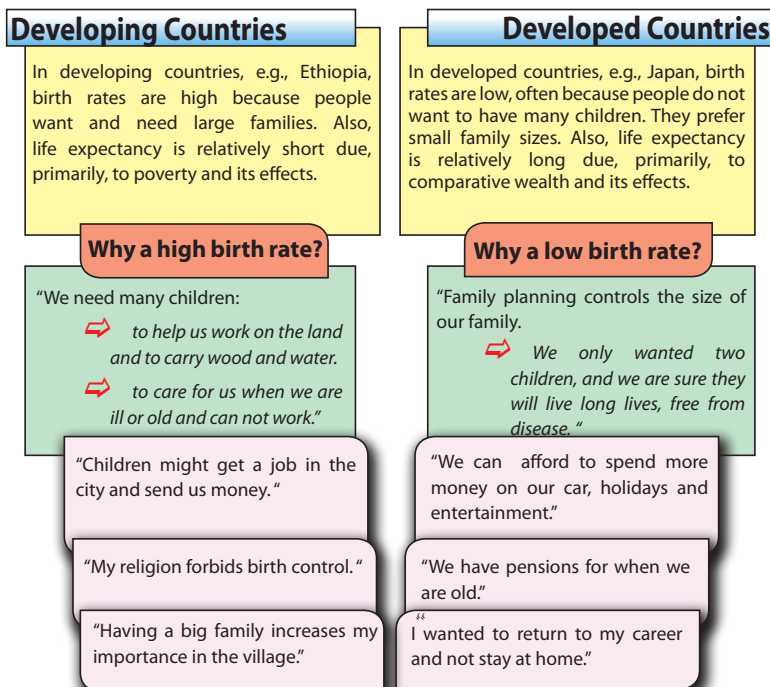 Developing Countries
In developing countries, e.g., Ethiopia,
birth rates are high because people
want and need large families. Also,
life expectancy is relatively short due,
primarily, to poverty and its effects.
Why a high birth rate?
“We need many children:
to help us work on the land
and to carry wood and water.
to care for us when we are
ill or old and can not work.”
“Children might get a job in the
city and send us money. “
“My religion forbids birth control. “
“Having a big family increases my
importance in the village.”
Developed Countries
In developed countries, e.g., Japan, birth
rates are low, often because people do not
want to have many children. They prefer
small family sizes. Also, life expectancy
is relatively long due, primarily, to
comparative wealth and its effects.
Why a low birth rate?
“Family planning controls the size of
our family.
We only wanted two
children, and we are sure they
will live long lives, free from
disease. “
“We can afford to spend more
money on our car, holidays and
entertainment.”
“We have pensions for when we
are old.”
“
I wanted to return to my career
and not stay at home.”